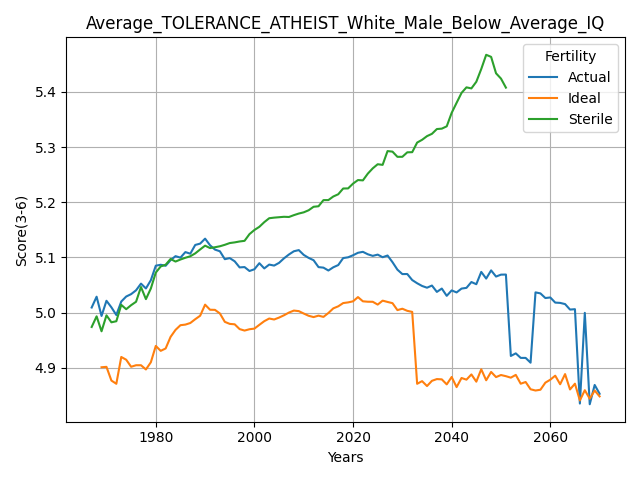 Average_TOLERANCE_ATHEIST_White_Male_Below_Average_IQ
Fertility
Actual
Ideal
Sterile
Score(3-6)
5.4
5.3
5.2
5.1
5.0
4.9
1980 2000 2020 2040 2060
Years